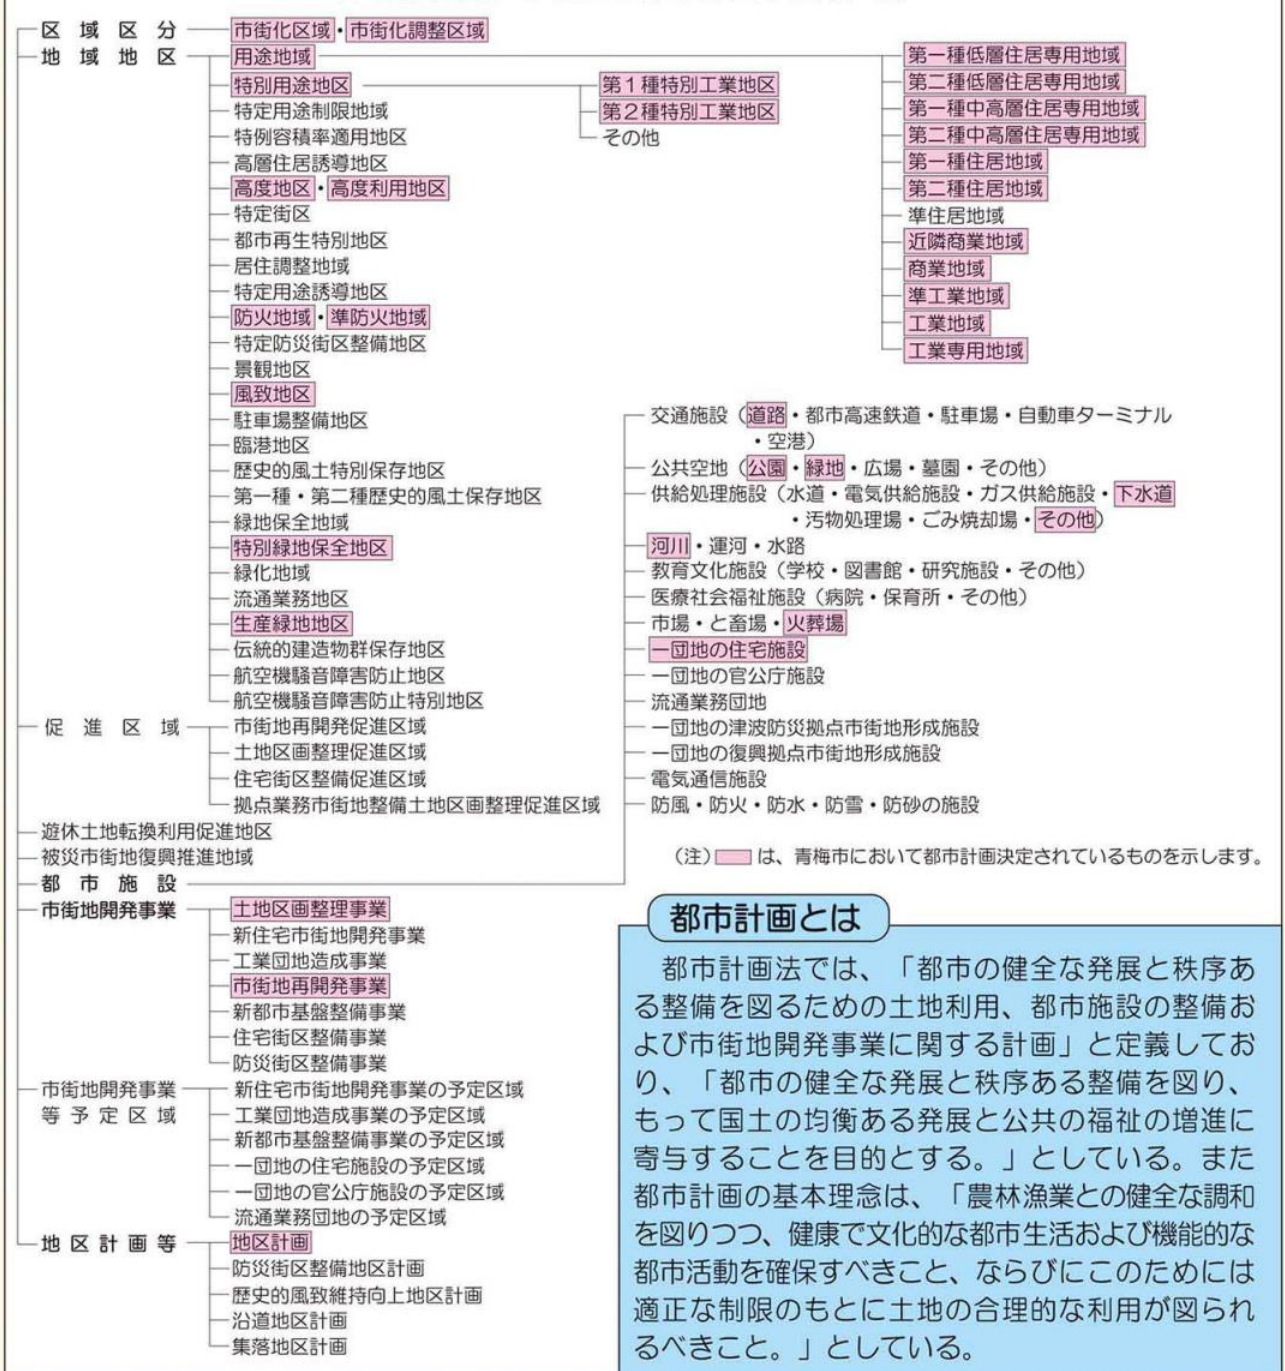 区域区分
市街化区域・市街化調整区域
地域地区
用途地域
第一種低層住居専用地域
第二種低層住居専用地域
第一種中高層住居専用地域
第二種中高層住居専用地域
第一種住居地域
第二種住居地域
準住居地域
近隣商業地域
商業地域
準工業地域
工業地域
工業専用地域
特別用途地区
第1種特別工業地区
第2種特別工業地区
その他
特定用途制限地域
特例容積率適用地区
高層住居誘導地区
高度地区・高度利用地区
特定街区
都市再生特別地区
居住調整地域
特定用途誘導地区
防火地域・準防火地域
特定防災街区整備地区
景観地区
風致地区
駐車場整備地区
臨港地区
歴史的風土特別保存地区
第一種・第二種歴史的風土保存地区
緑地保全地域
特別緑地保全地区
緑化地域
流通業務地区
生産緑地地区
伝統的建造物群保存地区
航空機騒音障害防止地区
航空機騒音障害防止特別地区
促進区域
市街地再開発促進区域
土地区画整理促進区域
住宅街区整備促進区域
拠点業務市街地整備土地区画整理促進区域
遊休土地転換利用促進地区
被災市街地復興推進地域
都市施設
交通施設（道路・都市高速鉄道・駐車場・自動車ターミナル
・空港）
公共空地（公園・緑地・広場・墓園・その他）
供給処理施設（水道・電気供給施設・ガス供給施設・下水道
・汚物処理場・ごみ焼却場・その他）
河川・運河・水路
教育文化施設（学校・図書館・研究施設・その他）
医療社会福祉施設（病院・保育所・その他）
市場・と畜場・火葬場
一団地の住宅施設
一団地の官公庁施設
流通業務団地
一団地の津波防災拠点市街地形成施設
一団地の復興拠点市街地形成施設
電気通信施設
防風・防火・防水・防雪・防砂の施設
（注） は、青梅市において都市計画決定されているものを示します。
市街地開発事業
土地区画整理事業
新住宅市街地開発事業
工業団地造成事業
市街地再開発事業
新都市基盤整備事業
住宅街区整備事業
防災街区整備事業
市街地開発事業
等予定区域
新住宅市街地開発事業の予定区域
工業団地造成事業の予定区域
新都市基盤整備事業の予定区域
一団地の住宅施設の予定区域
一団地の官公庁施設の予定区域
流通業務団地の予定区域
地区計画等
地区計画
防災街区整備地区計画
歴史的風致維持向上地区計画
沿道地区計画
集落地区計画
都市計画とは
都市計画法では、「都市の健全な発展と秩序あ
る整備を図るための土地利用、都市施設の整備お
よび市街地開発事業に関する計画」と定義してお
り、「都市の健全な発展と秩序ある整備を図り、
もって国土の均衡ある発展と公共の福祉の増進に
寄与することを目的とする。」としている。また
都市計画の基本理念は、「農林漁業との健全な調和
を図りつつ、健康で文化的な都市生活および機能的な
都市活動を確保すべきこと、ならびにこのためには
適正な制限のもとに土地の合理的な利用が図られ
るべきこと。」としている。